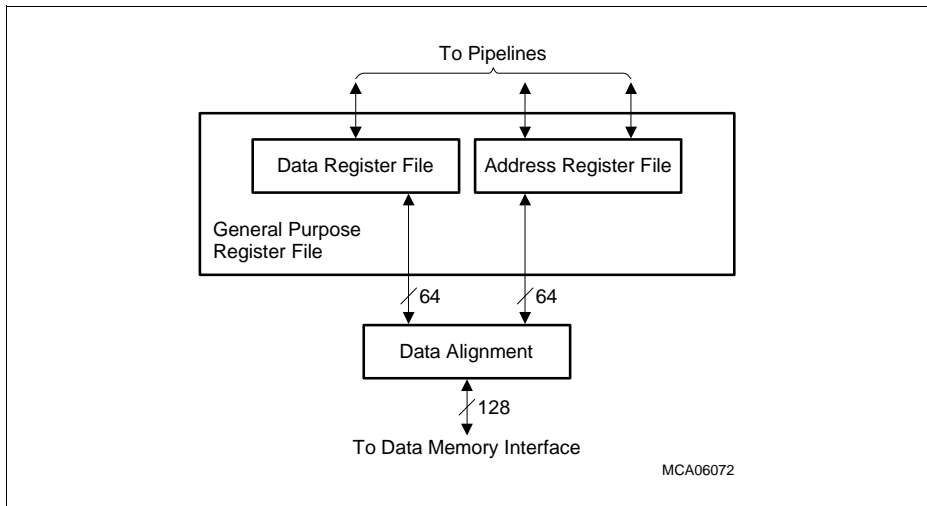 To Pipelines
Data Register File
Address Register File
General Purpose
Register File
64
64
Data Alignment
128
To Data Memory Interface
MCA06072